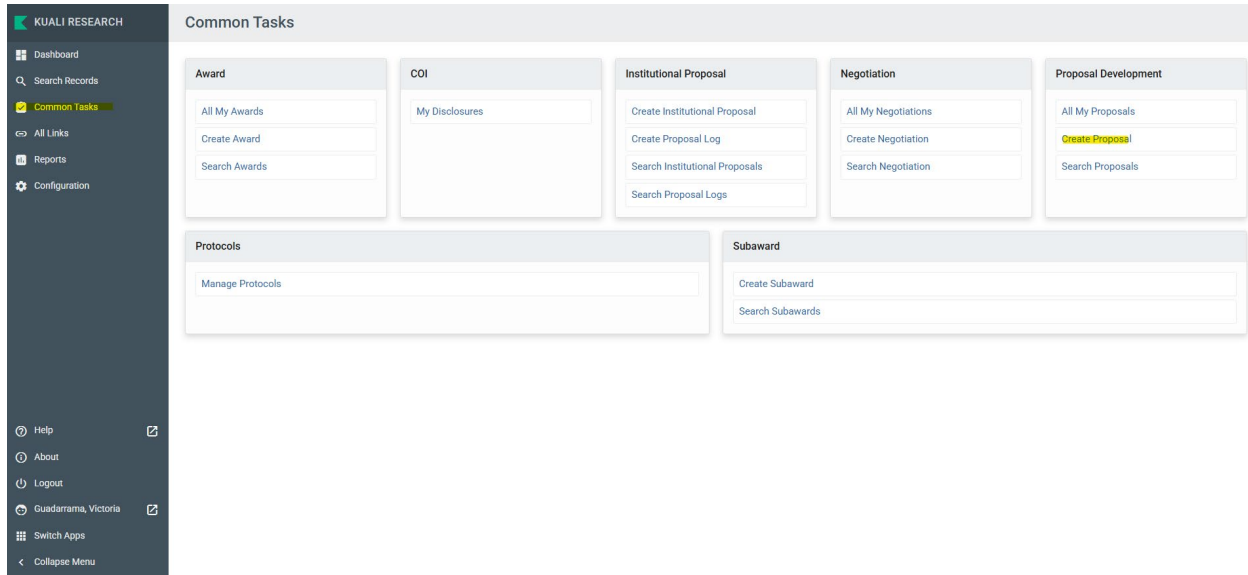 KUALI RESEARCH
Dashboard
Search Records
Common Tasks
All Links
Reports
Configuration
Help
About
Logout
Guadarrama, Victoria
Switch Apps
Collapse Menu
Common Tasks
Award
All My Awards
Create Award
Search Awards
COI
My Disclosures
Institutional Proposal
Create Institutional Proposal
Create Proposal Log
Search Institutional Proposals
Search Proposal Logs
Negotiation
All My Negotiations
Create Negotiation
Search Negotiation
Proposal Development
All My Proposals
Create Proposal
Search Proposals
Protocols
Manage Protocols
Subaward
Create Subaward
Search Subawards